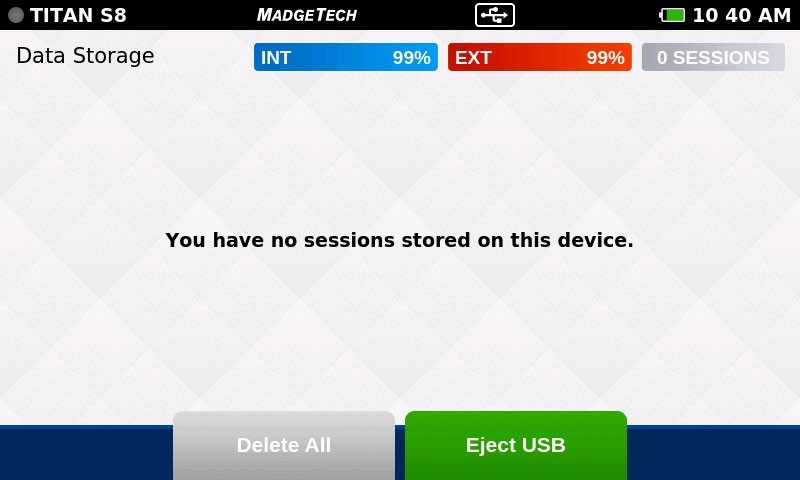 TITAN S8 MADGETECH 10 40 AM
Data Storage INT 99% EXT 99% 0 SESSIONS
You have no sessions stored on this device.
Delete All Eject USB